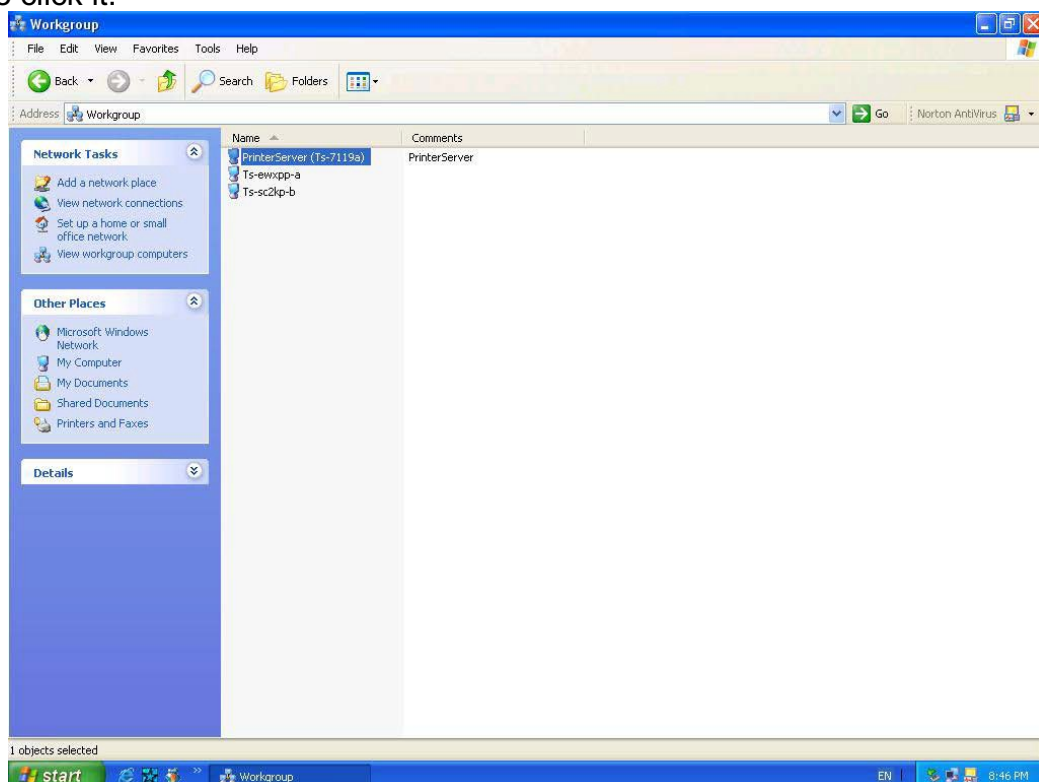 click it.
Workgroup
File Edit View Favorites Tools Help
Back Search Folders
Address Workgroup Go Norton AntiVirus
Name Comments
Network Tasks
PrinterServer (Ts-7119a) PrinterServer
Ts-ewxpp-a
Ts-sc2kp-b
Add a network place
View network connections
Set up a home or small
office network
View workgroup computers
Other Places
Microsoft Windows
Network
My Computer
My Documents
Shared Documents
Printers and Faxes
Details
1 objects selected
start Workgroup EN 8:46 PM